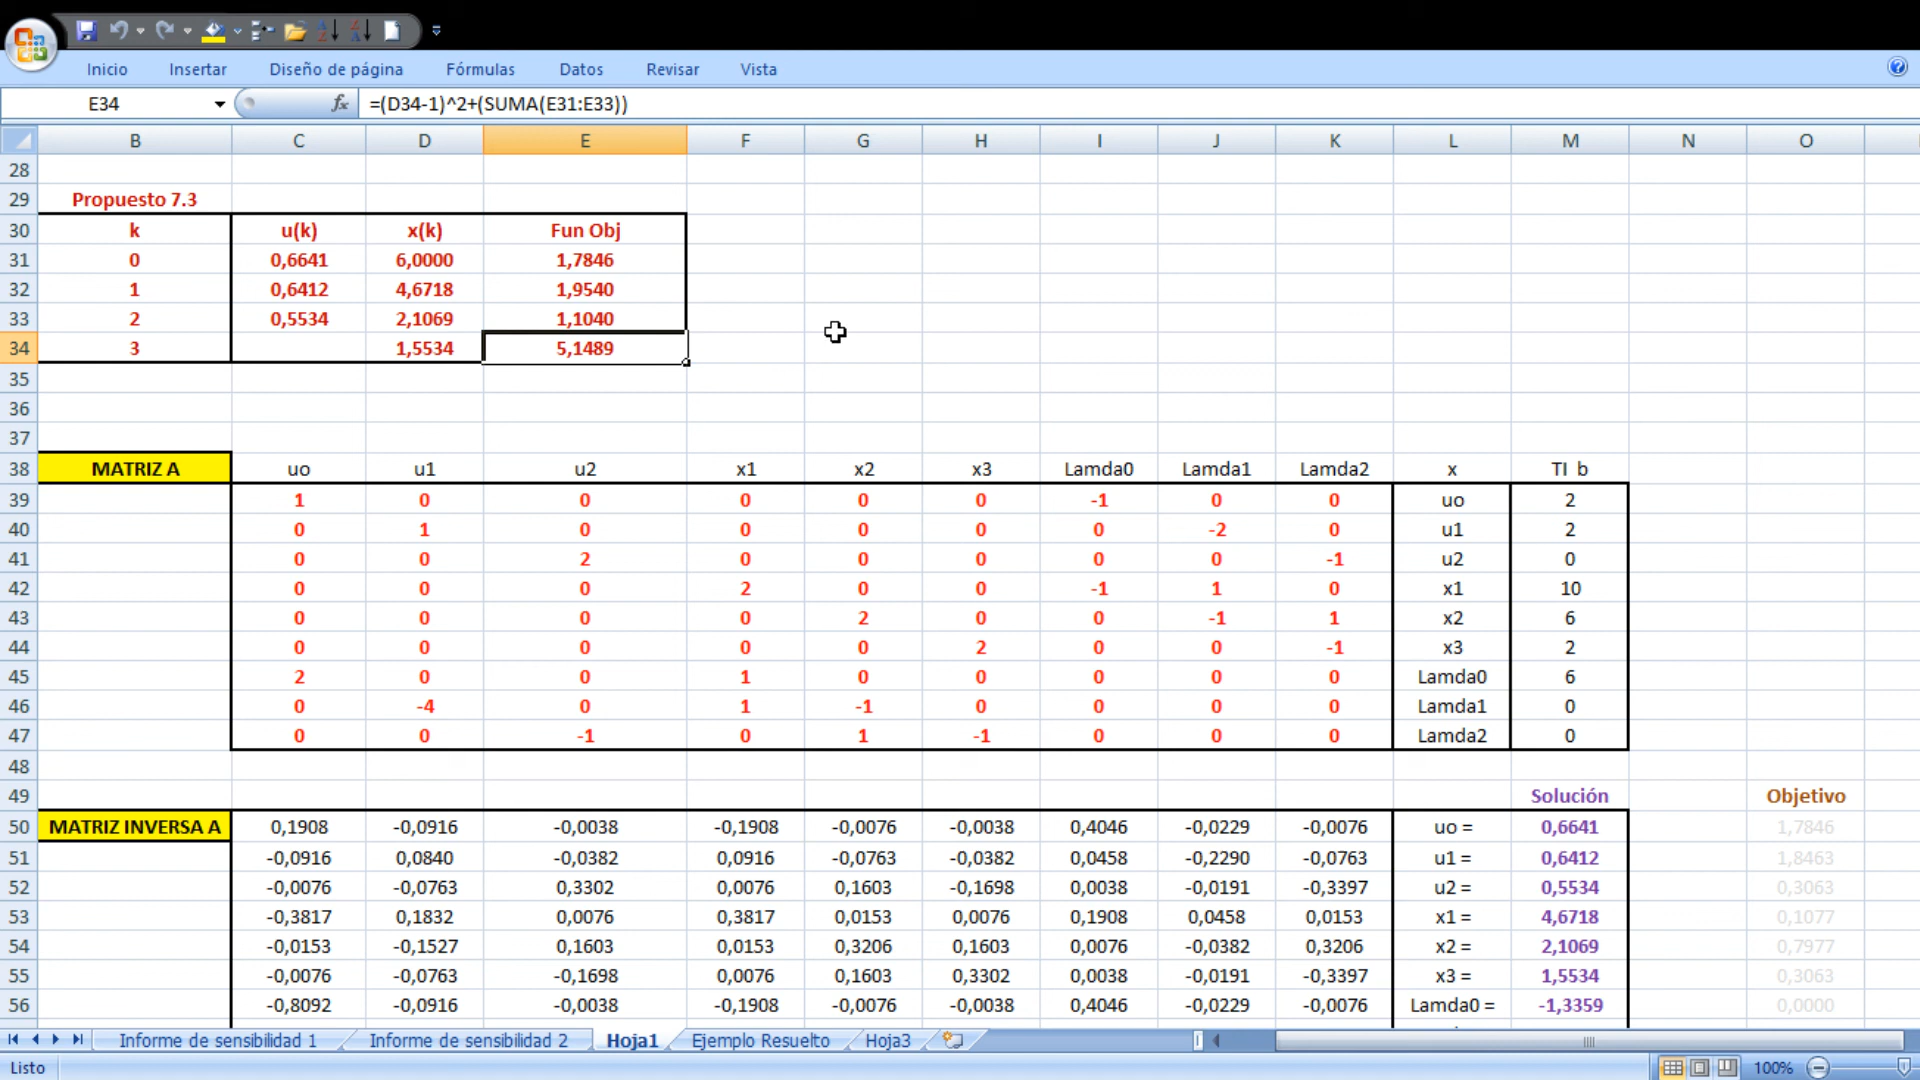 Inicio Insertar Diseño de página Fórmulas Datos Revisar Vista
E34 fx =(D34-1)^2+(SUMA(E31:E33))
B C D E F G H I J K L M N O
28
29 Propuesto 7.3
30 k u(k) x(k) Fun Obj
31 0 0,6641 6,0000 1,7846
32 1 0,6412 4,6718 1,9540
33 2 0,5534 2,1069 1,1040
34 3 1,5534 5,1489
35
36
37
38 MATRIZ A uo u1 u2 x1 x2 x3 Lamda0 Lamda1 Lamda2 x TI b
39 1 0 0 0 0 0 -1 0 0 uo 2
40 0 1 0 0 0 0 0 -2 0 u1 2
41 0 0 2 0 0 0 0 0 -1 u2 0
42 0 0 0 2 0 0 -1 1 0 x1 10
43 0 0 0 0 2 0 0 -1 1 x2 6
44 0 0 0 0 0 2 0 0 -1 x3 2
45 2 0 0 1 0 0 0 0 0 Lamda0 6
46 0 -4 0 1 -1 0 0 0 0 Lamda1 0
47 0 0 -1 0 1 -1 0 0 0 Lamda2 0
48
49 Solución Objetivo
50 MATRIZ INVERSA A 0,1908 -0,0916 -0,0038 -0,1908 -0,0076 -0,0038 0,4046 -0,0229 -0,0076 uo = 0,6641 1,7846
51 -0,0916 0,0840 -0,0382 0,0916 -0,0763 -0,0382 0,0458 -0,2290 -0,0763 u1 = 0,6412 1,8463
52 -0,0076 -0,0763 0,3302 0,0076 0,1603 -0,1698 0,0038 -0,0191 -0,3397 u2 = 0,5534 0,3063
53 -0,3817 0,1832 0,0076 0,3817 0,0153 0,0076 0,1908 0,0458 0,0153 x1 = 4,6718 0,1077
54 -0,0153 -0,1527 0,1603 0,0153 0,3206 0,1603 0,0076 -0,0382 0,3206 x2 = 2,1069 0,7977
55 -0,0076 -0,0763 -0,1698 0,0076 0,1603 0,3302 0,0038 -0,0191 -0,3397 x3 = 1,5534 0,3063
56 -0,8092 -0,0916 -0,0038 -0,1908 -0,0076 -0,0038 0,4046 -0,0229 -0,0076 Lamda0 = -1,3359 0,0000
Informe de sensibilidad 1 Informe de sensibilidad 2 Hoja1 Ejemplo Resuelto Hoja3
Listo 100%